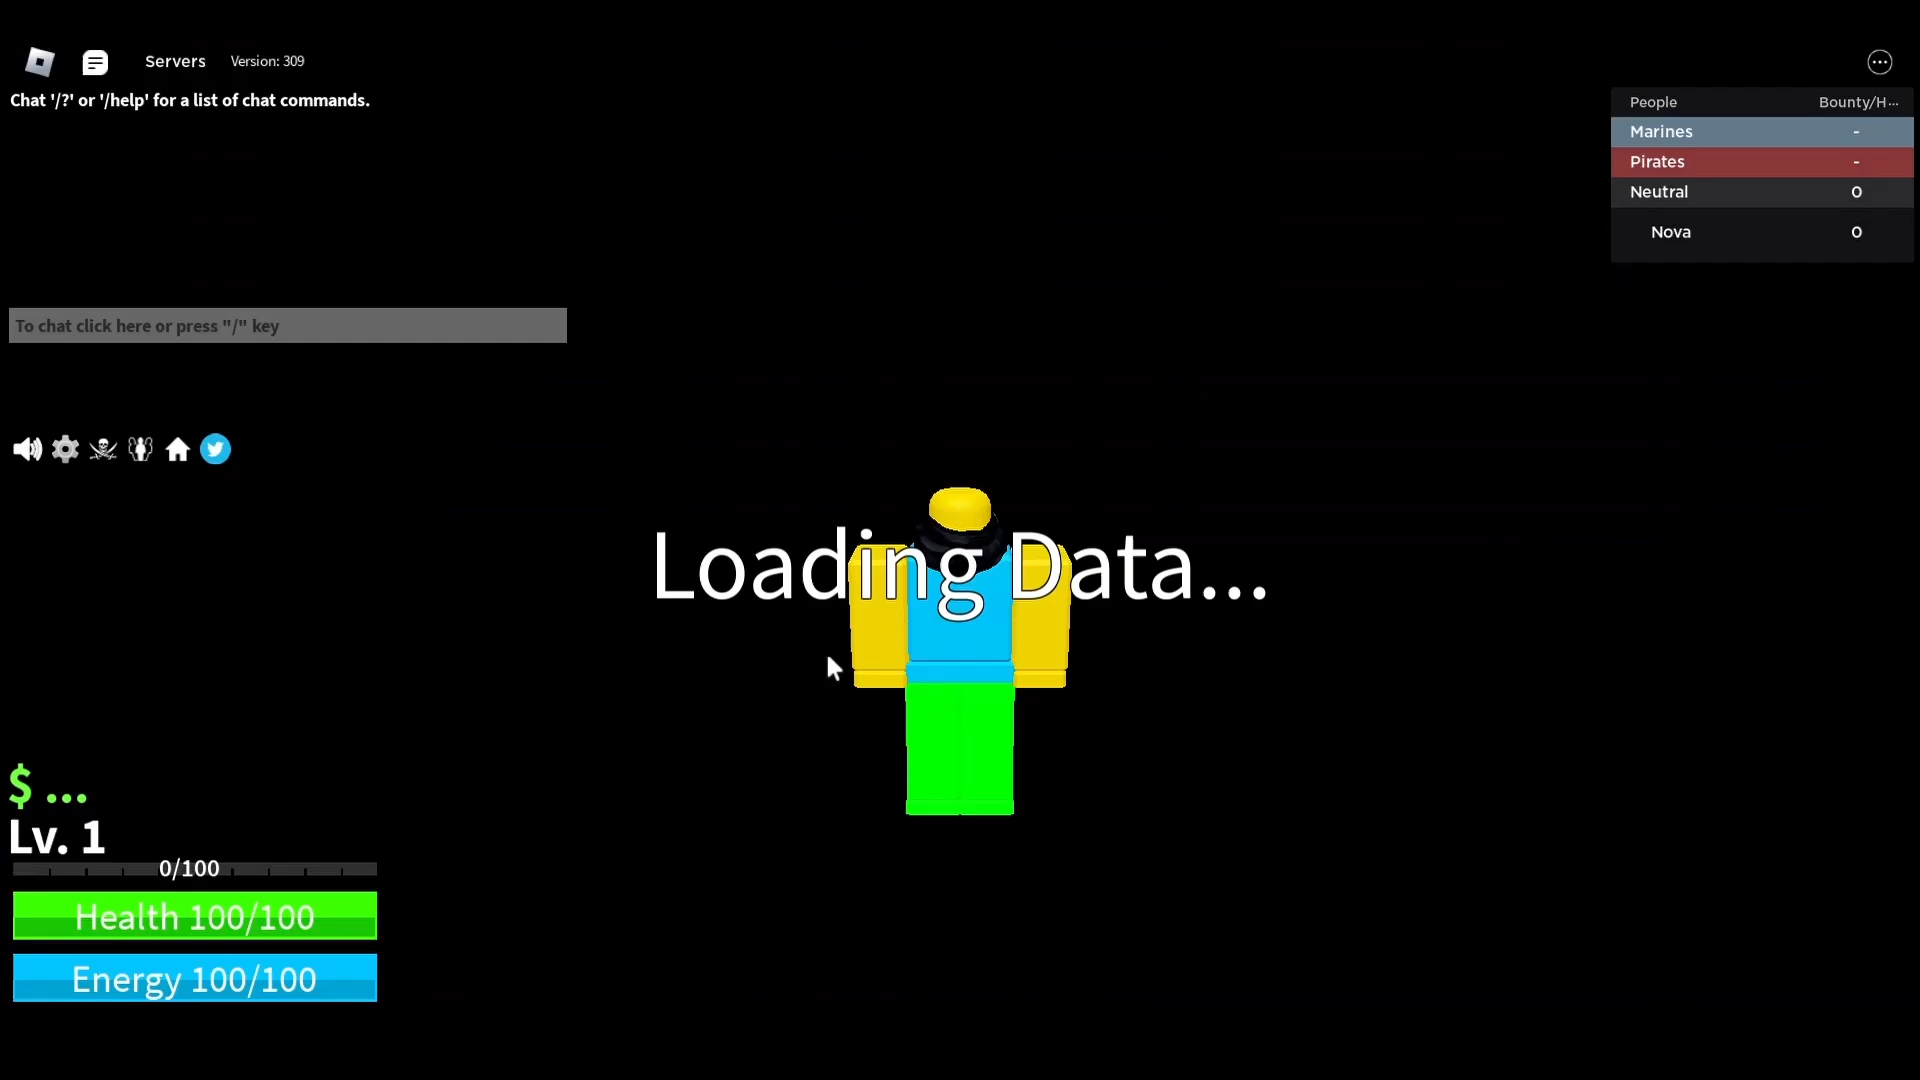 Servers Version: 309
Chat '/?' or '/help' for a list of chat commands.
People Bounty/H...
Marines -
Pirates -
Neutral 0
Nova 0
To chat click here or press "/" key
Loading Data...
$ ...
Lv. 1
0/100
Health 100/100
Energy 100/100